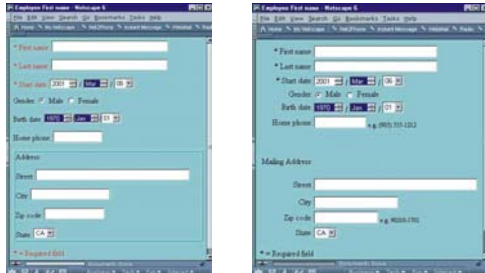 Employee First name - Netscape 6
File Edit View Search Go Bookmarks Tasks Help
* First name
* Last name
* Start date 2001 / Mar / 06
Gender Male Female
Birth date 1970 / Jan / 01
Home phone
Address
Street
City
Zip code
State CA
* = Required field
Employee First name - Netscape 6
File Edit View Search Go Bookmarks Tasks Help
* First name
* Last name
* Start date 2001 / Mar / 06
Gender Male Female
Birth date 1970 / Jan / 01
Home phone e.g. (905) 555-1212
Mailing Address
Street
City
Zip code
State CA
* = Required field